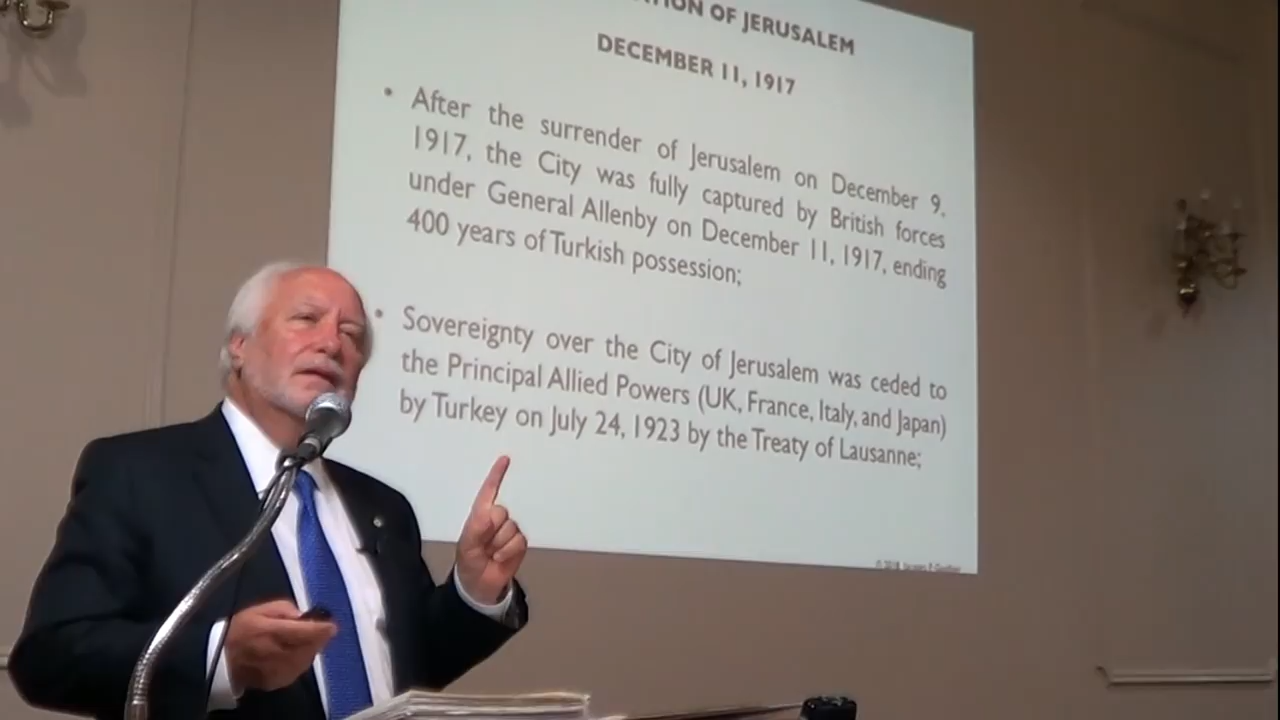 OF JERUSALEM
DECEMBER 11, 1917
• After the surrender of Jerusalem on December 9,
1917, the City was fully captured by British forces
under General Allenby on December 11, 1917, ending
400 years of Turkish possession;
• Sovereignty over the City of Jerusalem was ceded to
the Principal Allied Powers (UK, France, Italy, and Japan)
by Turkey on July 24, 1923 by the Treaty of Lausanne;